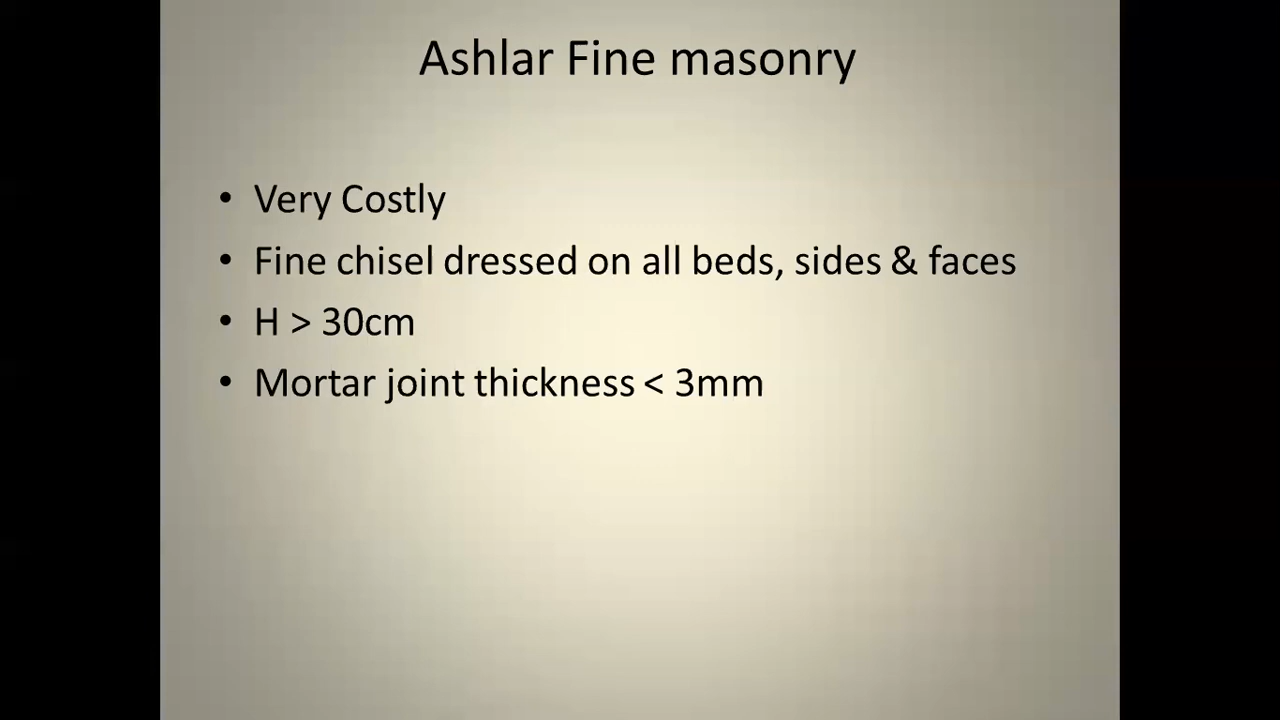 Ashlar Fine masonry
• Very Costly
• Fine chisel dressed on all beds, sides & faces
• H > 30cm
• Mortar joint thickness < 3mm